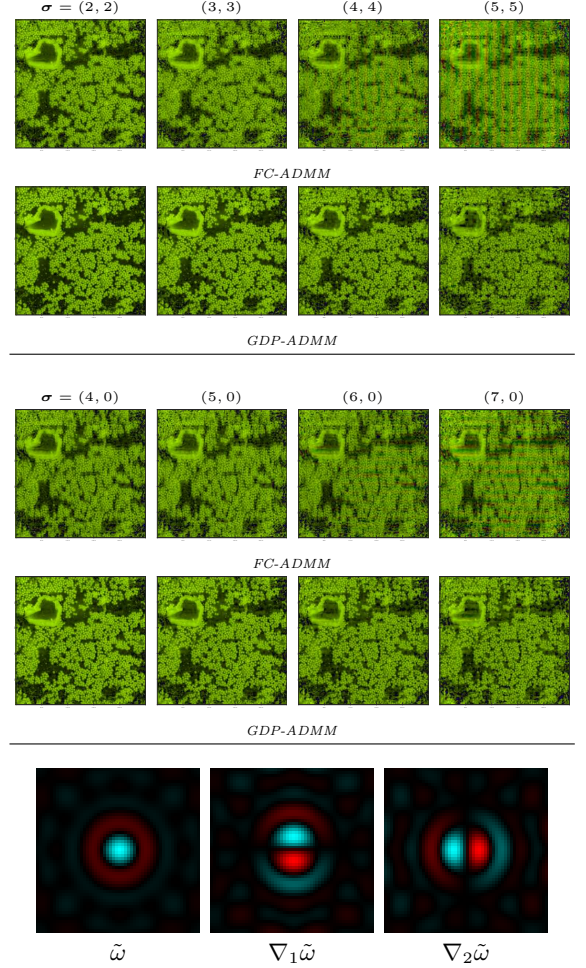 σ = (2, 2) (3, 3) (4, 4) (5, 5)
FC-ADMM
GDP-ADMM
σ = (4, 0) (5, 0) (6, 0) (7, 0)
FC-ADMM
GDP-ADMM
ω̃ ∇₁ω̃ ∇₂ω̃